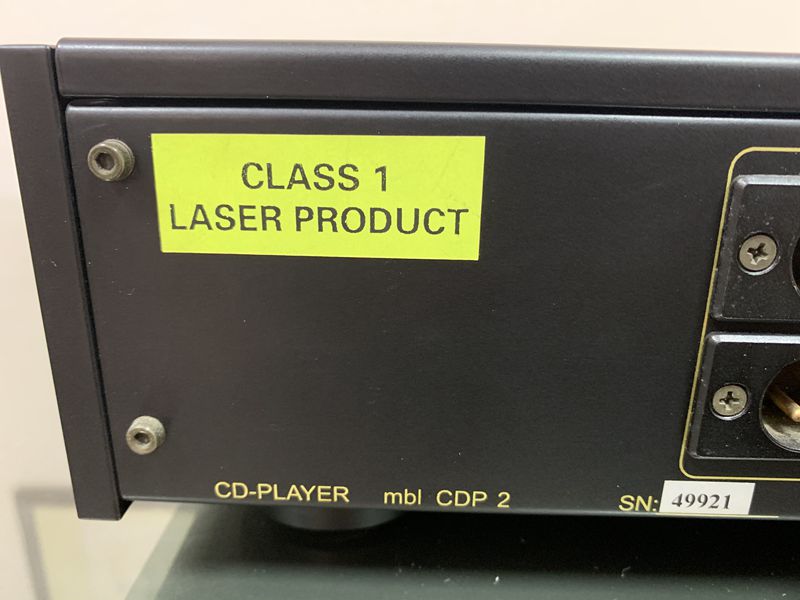 CLASS 1
LASER PRODUCT
CD-PLAYER mbl CDP 2
SN: 49921